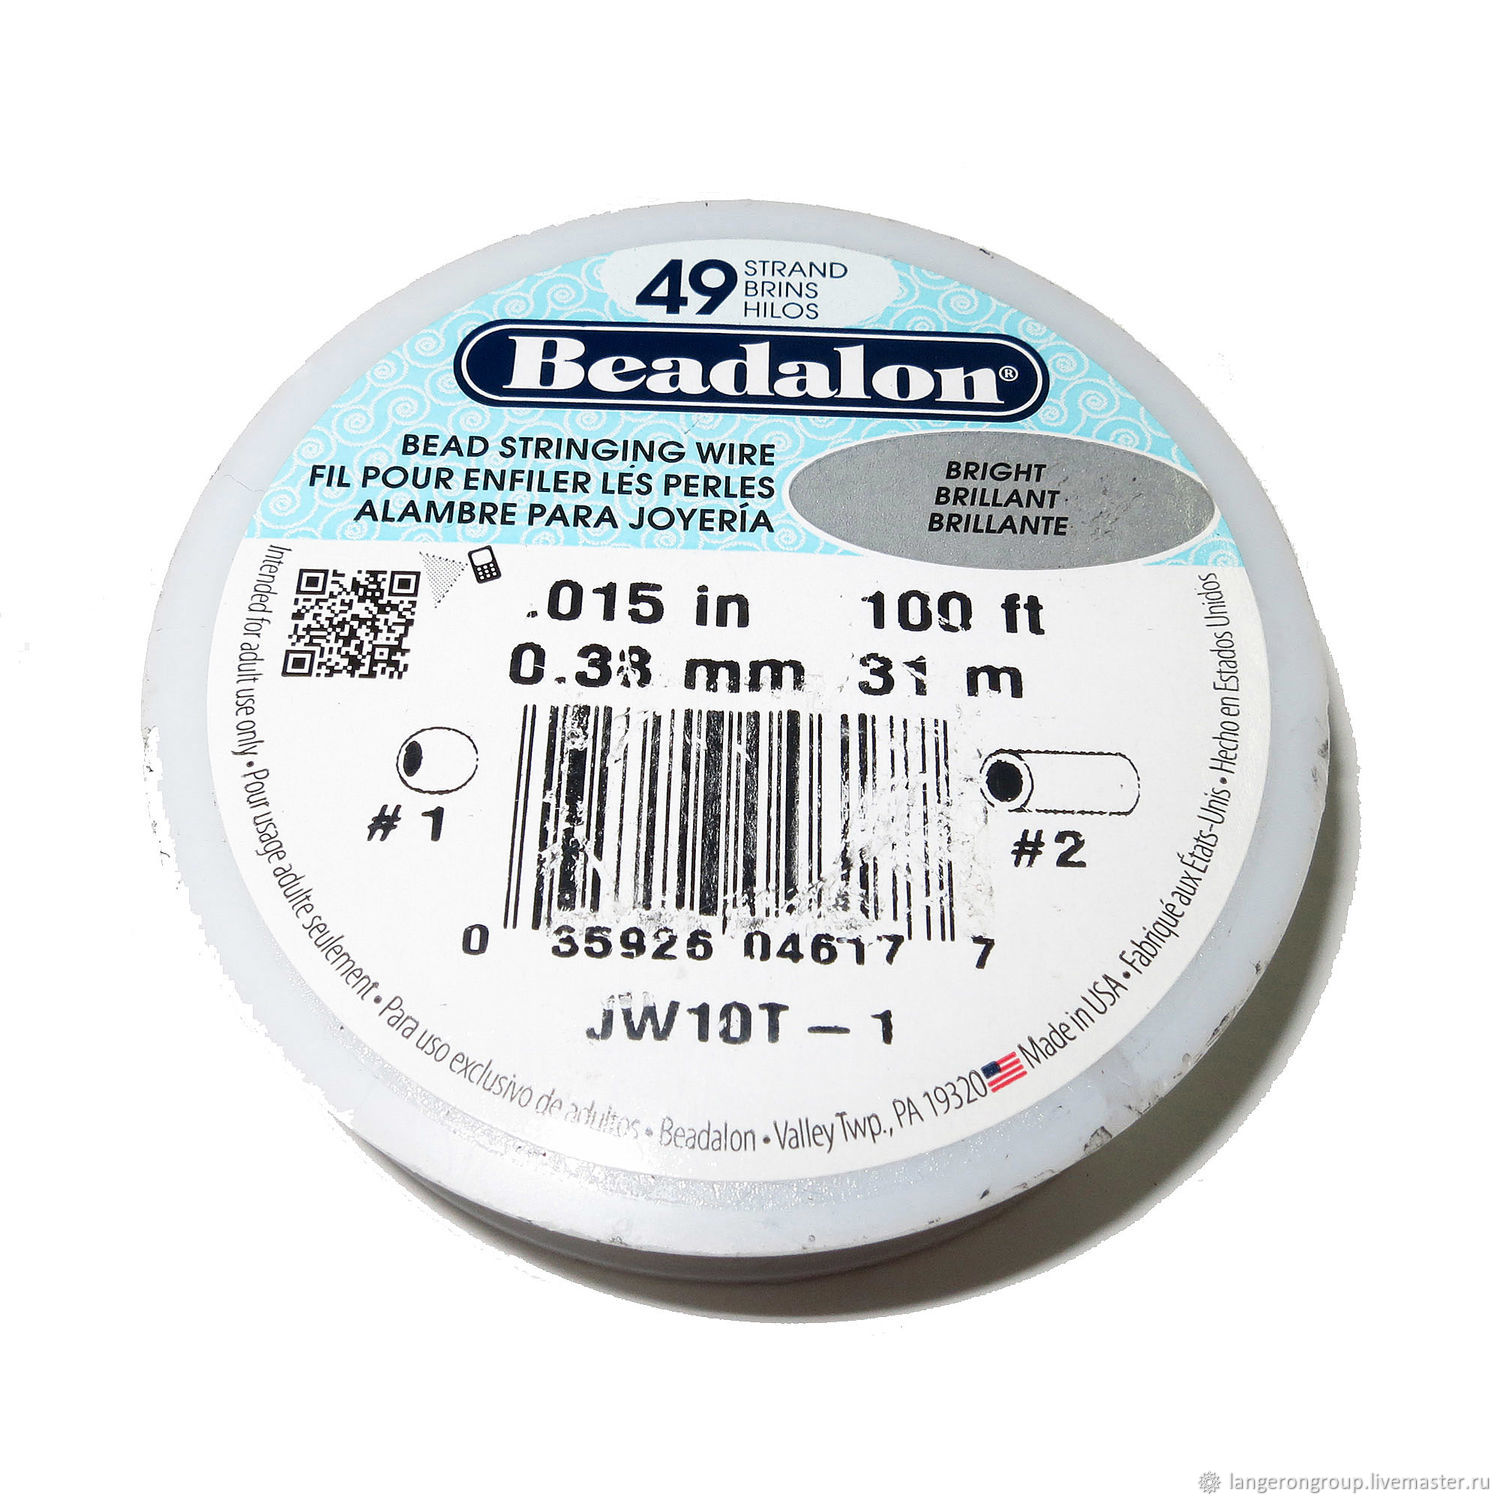 49 STRAND
BRINS
HILOS
Beadalon®
BEAD STRINGING WIRE
FIL POUR ENFILER LES PERLES
ALAMBRE PARA JOYERÍA
BRIGHT
BRILLANT
BRILLANTE
.015 in 100 ft
0.38 mm 31 m
#1
#2
0 35926 04617 7
JW10T-1
Intended for adult use only • Pour usage adulte seulement • Para uso exclusivo de adultos • Beadalon • Valley Twp., PA 19320 Made in USA • Fabriqué aux États-Unis • Hecho en Estados Unidos
langerongroup.livemaster.ru